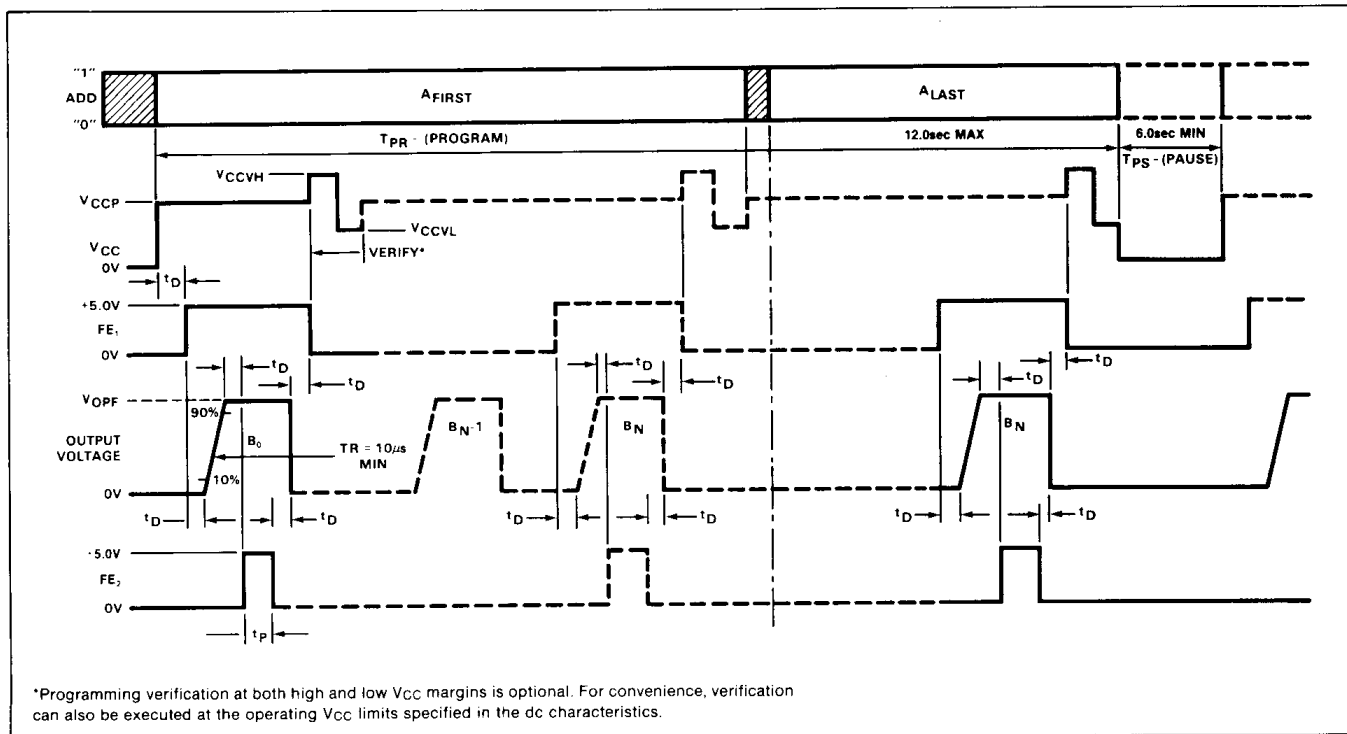 "1"
ADD
"0"
A FIRST
A LAST
TPR - (PROGRAM)
12.0sec MAX
6.0sec MIN
TPS - (PAUSE)
VCCVH
VCCP
VCCVL
VERIFY*
VCC
0V
tD
+5.0V
FE1
0V
tD
tD
tD
tD
tD
tD
VOPF
90%
B0
BN-1
BN
BN
OUTPUT
VOLTAGE
TR = 10µs
MIN
10%
0V
tD
tD
tD
tD
tD
tD
-5.0V
FE2
0V
tP
*Programming verification at both high and low VCC margins is optional. For convenience, verification
can also be executed at the operating VCC limits specified in the dc characteristics.